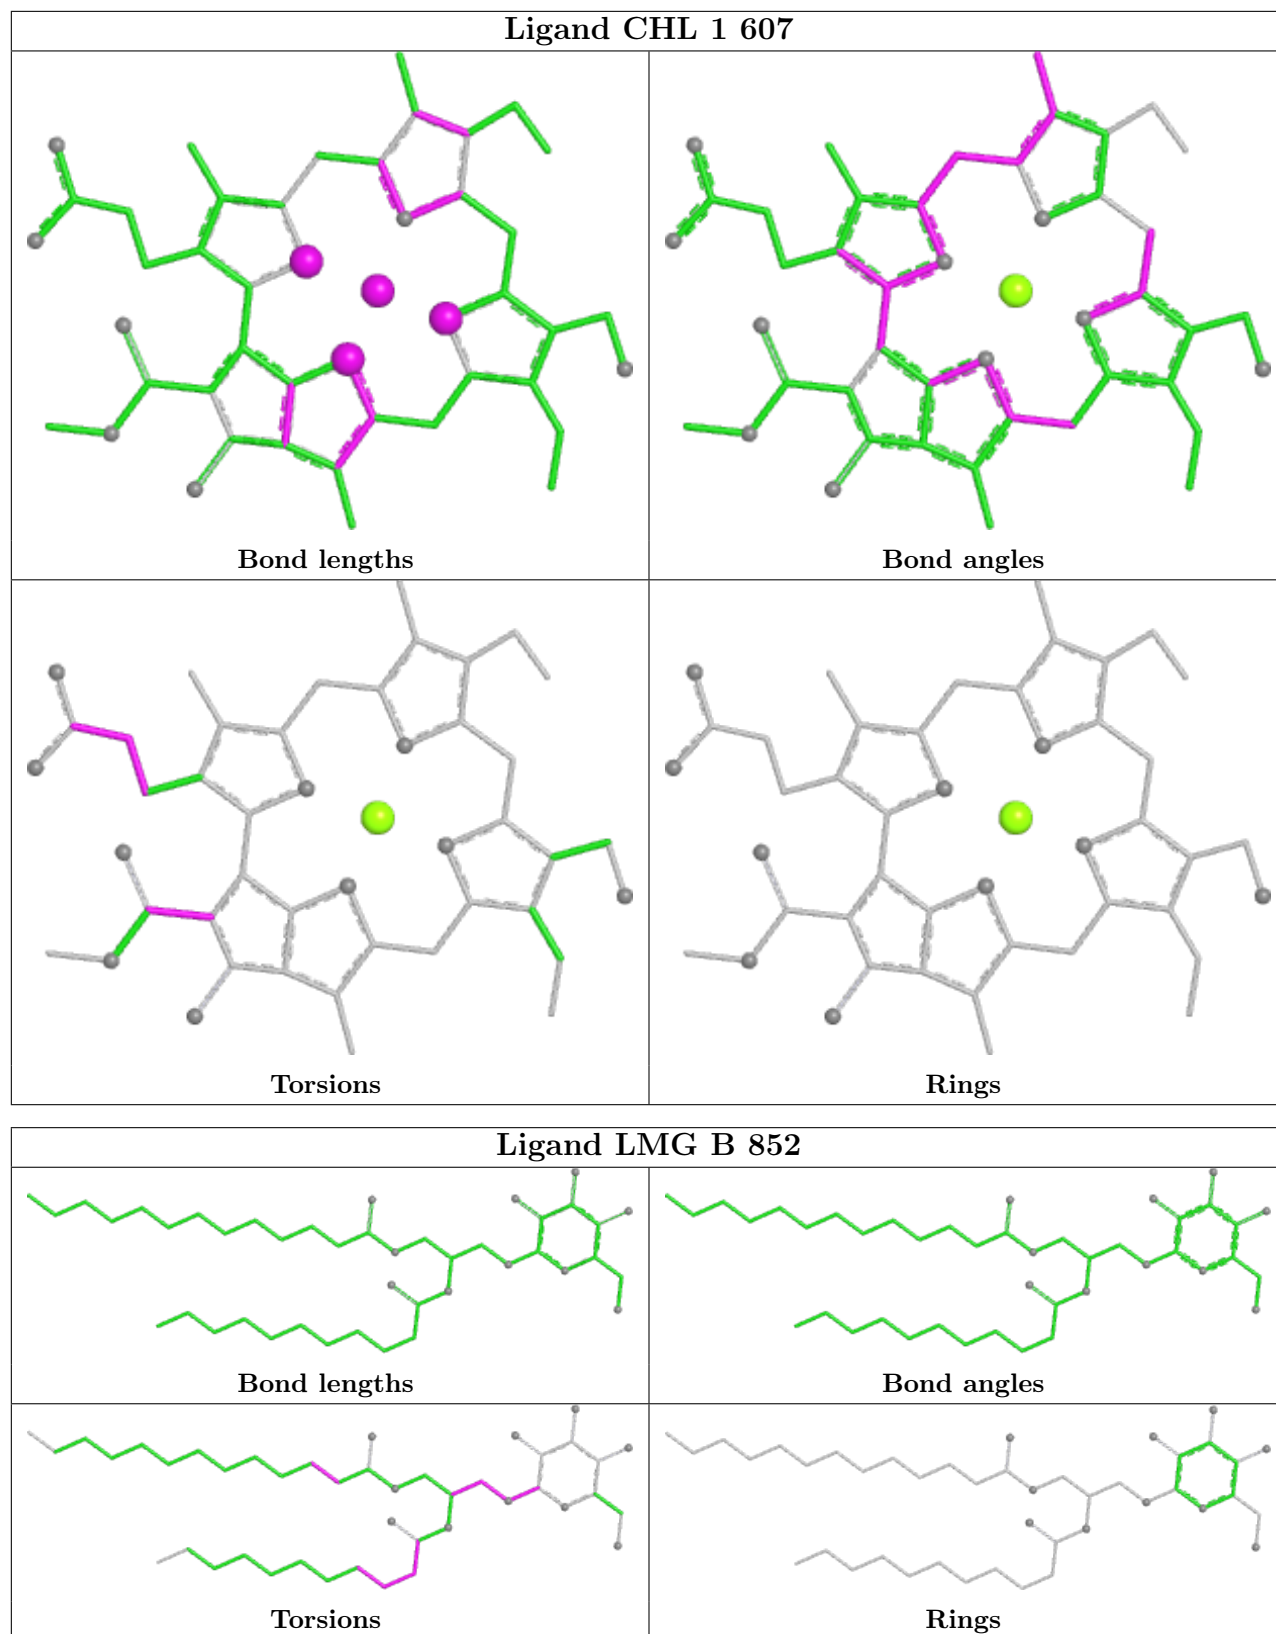 Ligand CHL 1 607
Bond lengths
Bond angles
Torsions
Rings
Ligand LMG B 852
Bond lengths
Bond angles
Torsions
Rings